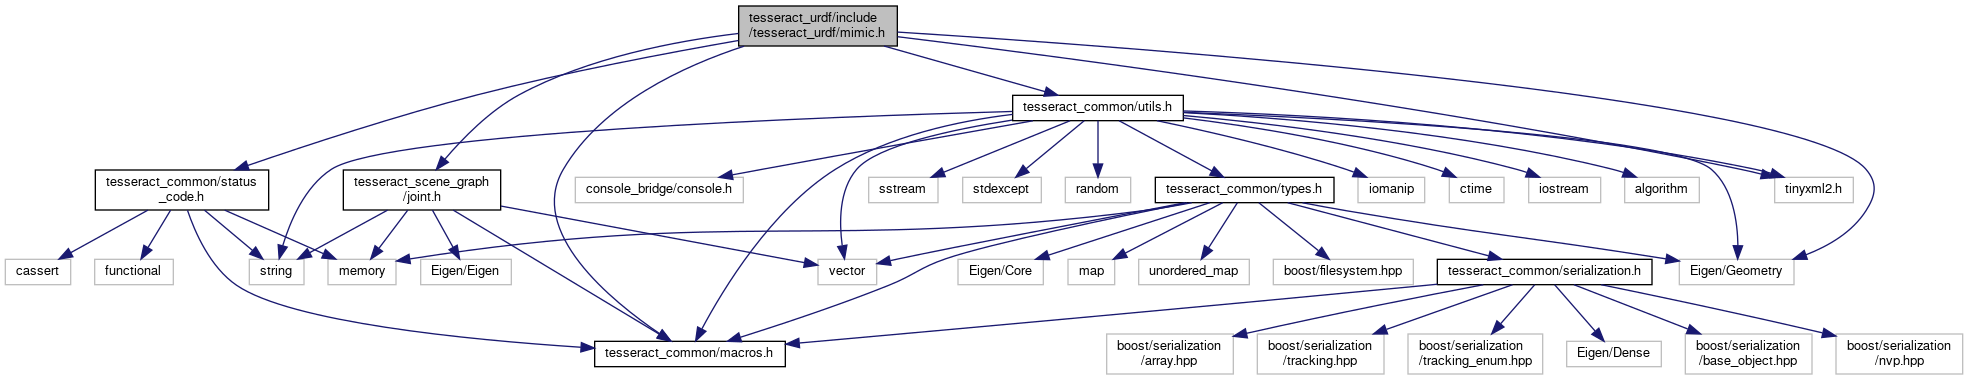 tesseract_urdf/include
/tesseract_urdf/mimic.h
tesseract_common/utils.h
tesseract_common/status
_code.h
tesseract_scene_graph
/joint.h
console_bridge/console.h
sstream
stdexcept
random
tesseract_common/types.h
iomanip
ctime
iostream
algorithm
tinyxml2.h
cassert
functional
string
memory
Eigen/Eigen
vector
Eigen/Core
map
unordered_map
boost/filesystem.hpp
tesseract_common/serialization.h
Eigen/Geometry
tesseract_common/macros.h
boost/serialization
/array.hpp
boost/serialization
/tracking.hpp
boost/serialization
/tracking_enum.hpp
Eigen/Dense
boost/serialization
/base_object.hpp
boost/serialization
/nvp.hpp